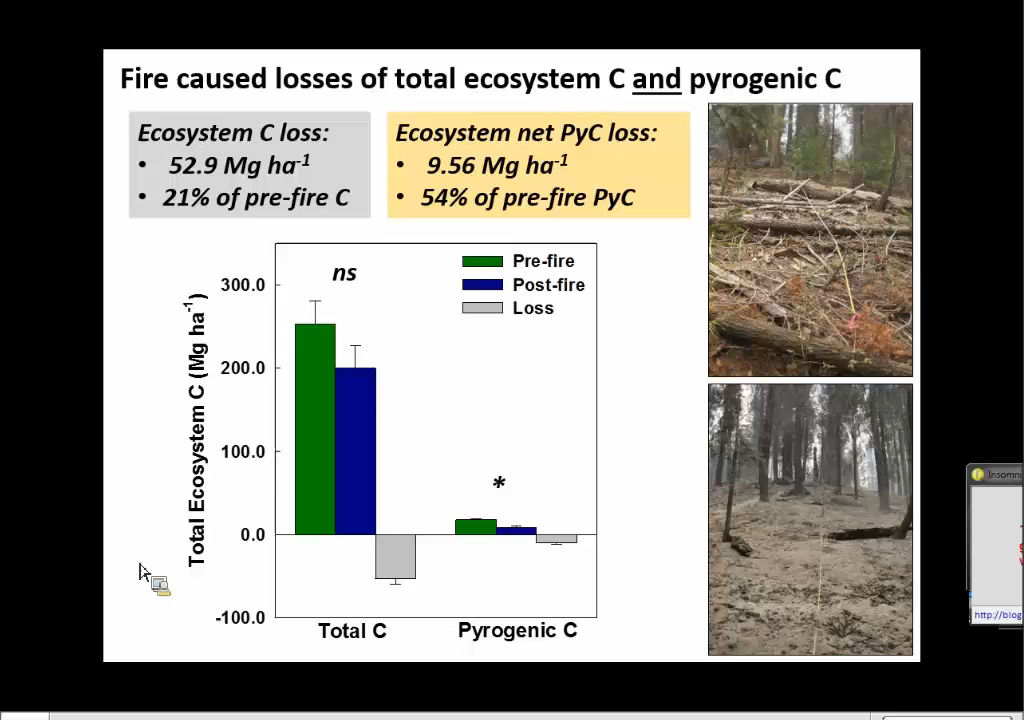 Fire caused losses of total ecosystem C and pyrogenic C
Ecosystem C loss:
• 52.9 Mg ha-1
• 21% of pre-fire C
Ecosystem net PyC loss:
• 9.56 Mg ha-1
• 54% of pre-fire PyC
Total Ecosystem C (Mg ha-1)
300.0
200.0
100.0
0.0
-100.0
ns
*
Pre-fire
Post-fire
Loss
Total C
Pyrogenic C
http://blog